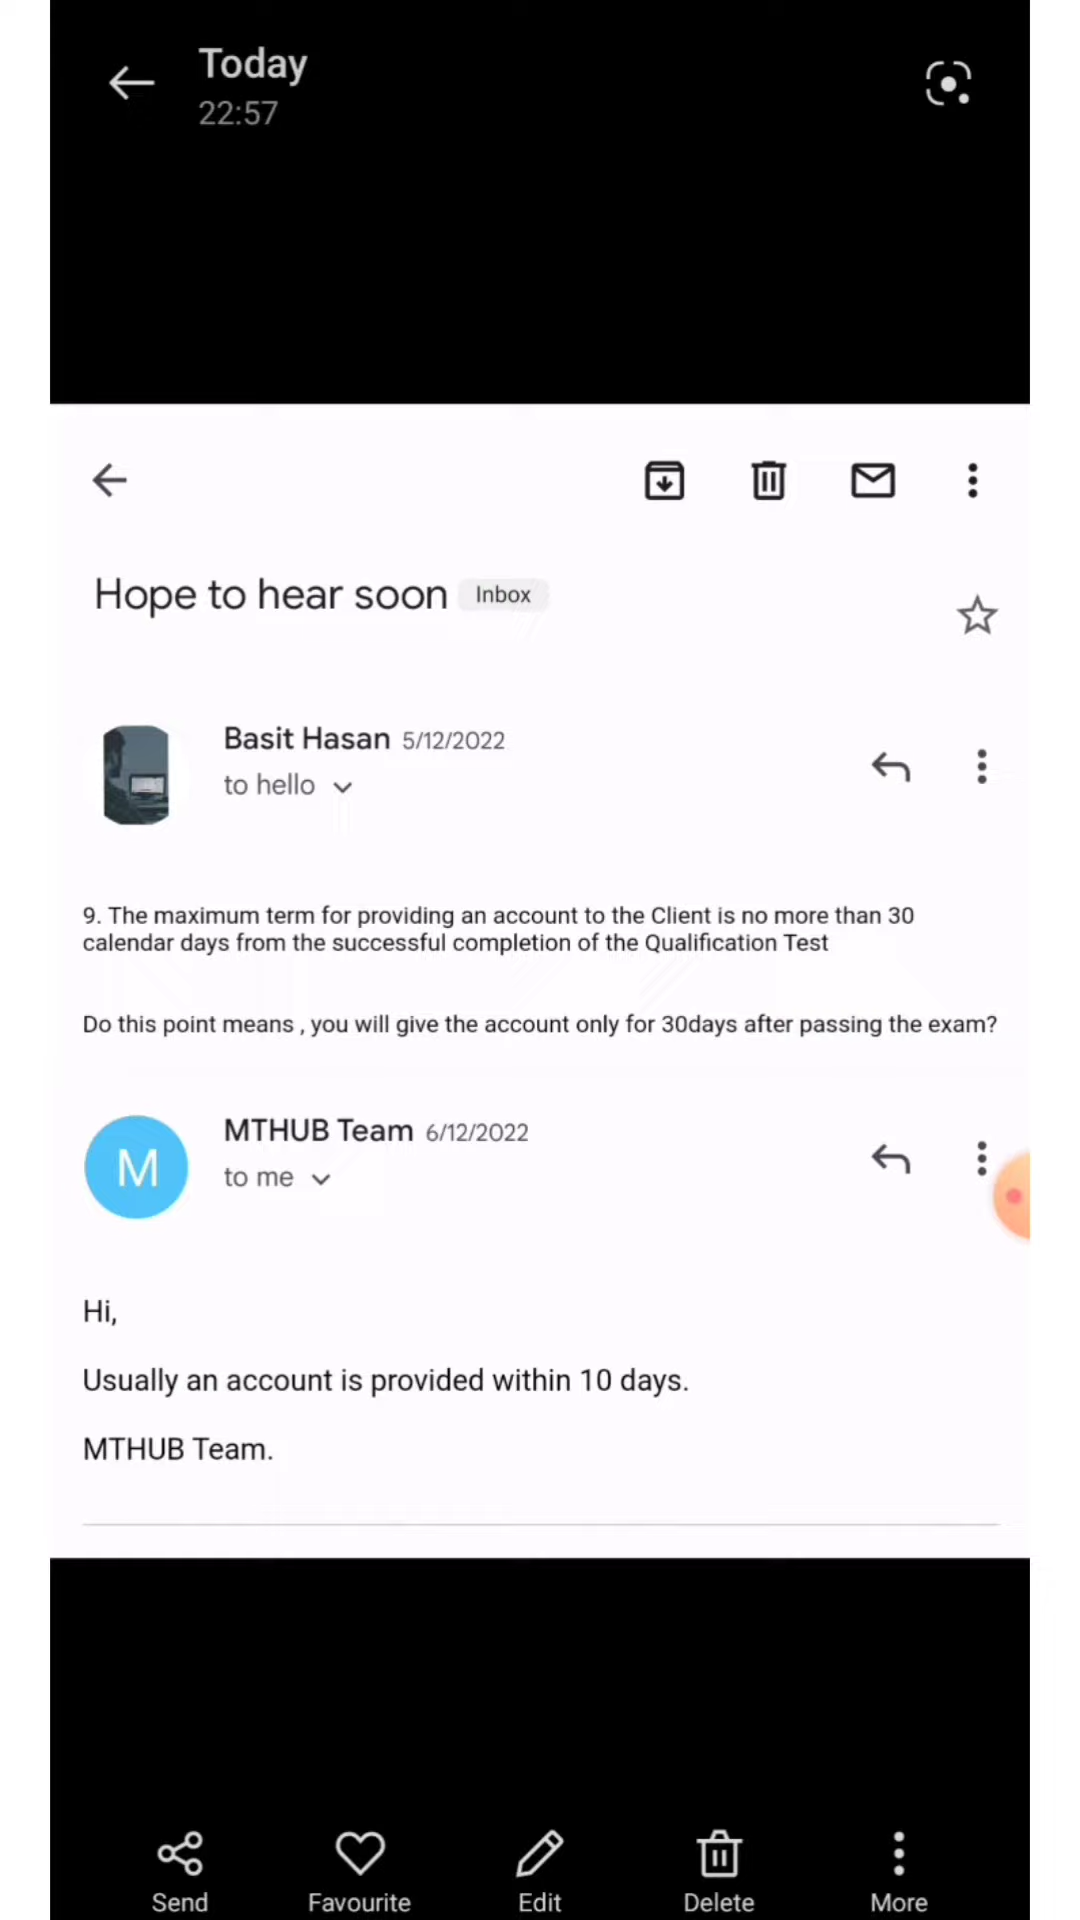 Today
22:57
Hope to hear soon Inbox
Basit Hasan 5/12/2022
to hello
9. The maximum term for providing an account to the Client is no more than 30
calendar days from the successful completion of the Qualification Test
Do this point means , you will give the account only for 30days after passing the exam?
M
MTHUB Team 6/12/2022
to me
Hi,
Usually an account is provided within 10 days.
MTHUB Team.
Send Favourite Edit Delete More